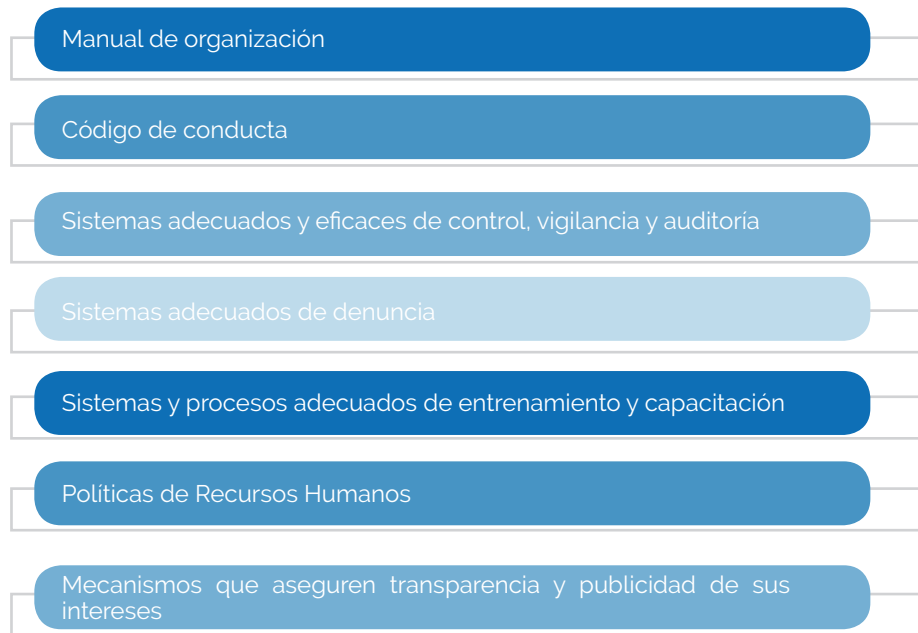 Manual de organización
Código de conducta
Sistemas adecuados y eficaces de control, vigilancia y auditoría
Sistemas adecuados de denuncia
Sistemas y procesos adecuados de entrenamiento y capacitación
Políticas de Recursos Humanos
Mecanismos que aseguren transparencia y publicidad de sus
intereses